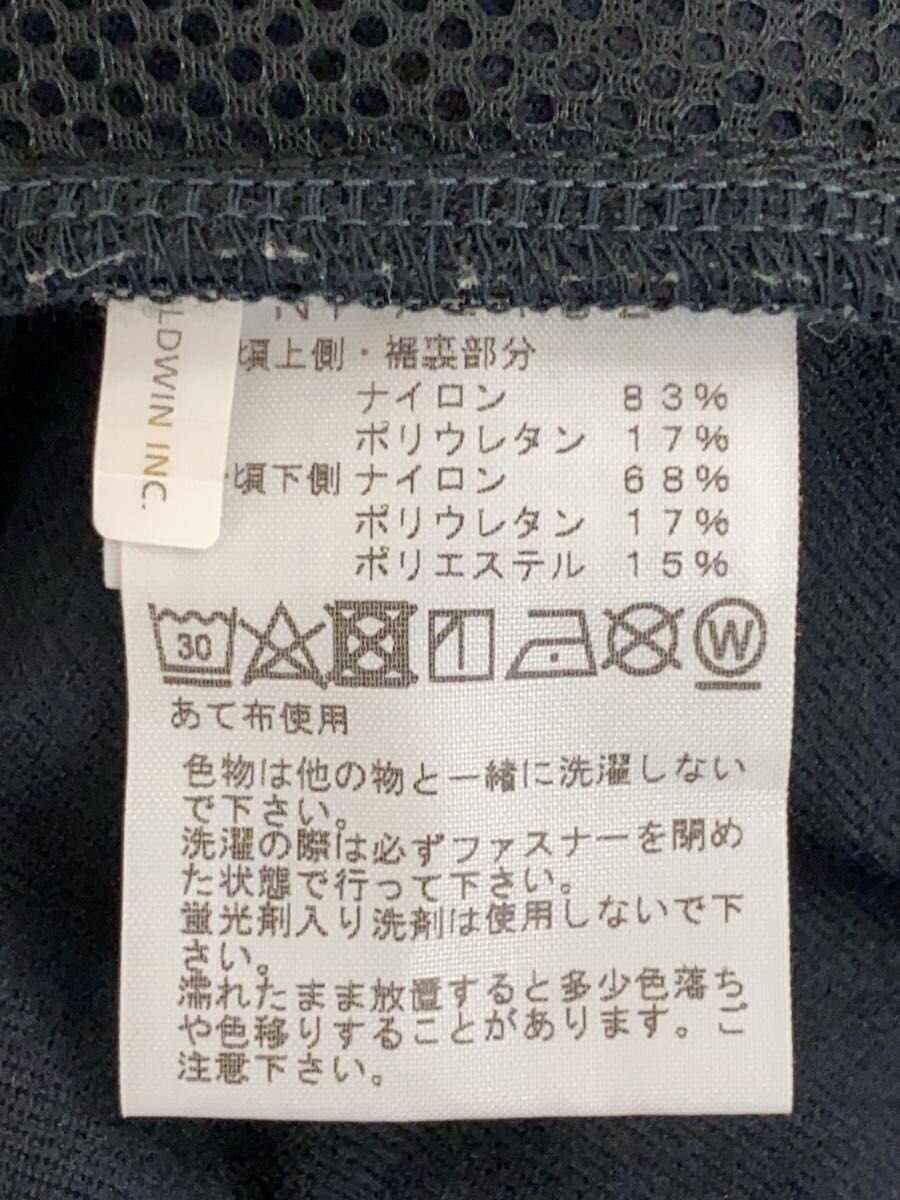 LDWIN INC.
頃上側・裾裏部分
ナイロン 83%
ポリウレタン 17%
頃下側 ナイロン 68%
ポリウレタン 17%
ポリエステル 15%
30
W
あて布使用
色物は他の物と一緒に洗濯しない
で下さい。
洗濯の際は必ずファスナーを閉め
た状態で行って下さい。
蛍光剤入り洗剤は使用しないで下
さい。
濡れたまま放置すると多少色落ち
や色移りすることがあります。ご
注意下さい。